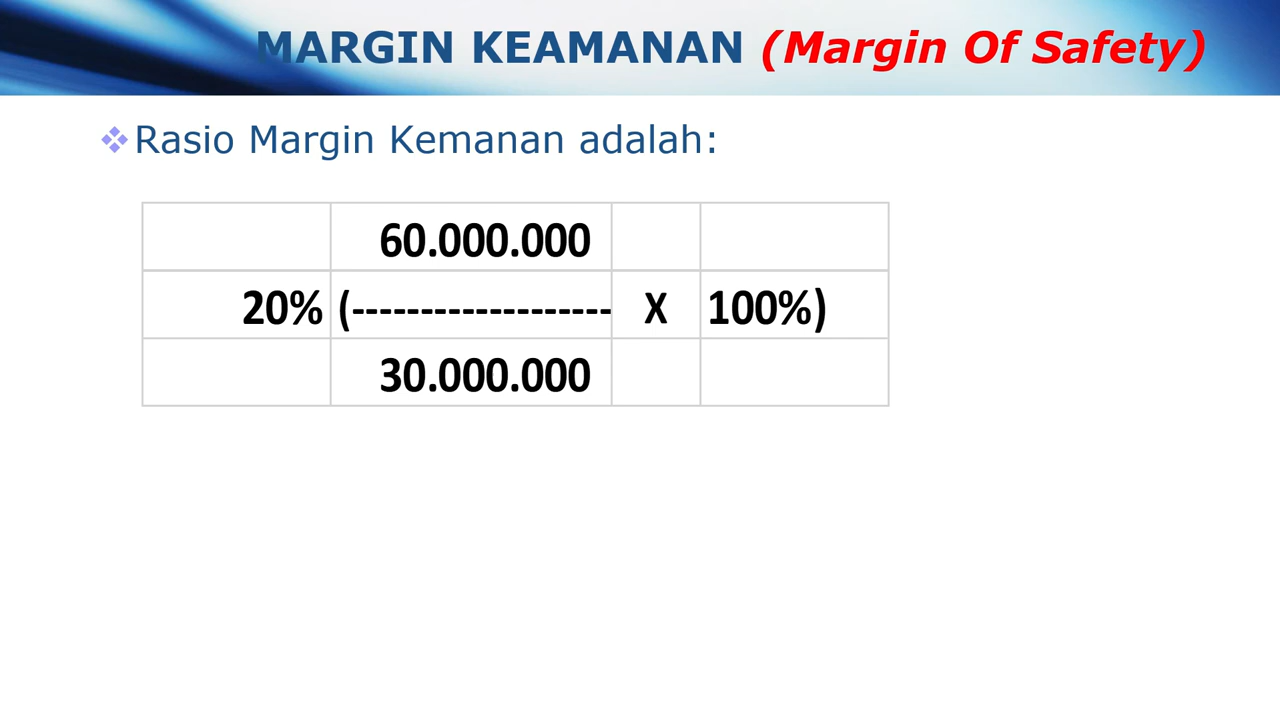 MARGIN KEAMANAN (Margin Of Safety)
Rasio Margin Kemanan adalah:
60.000.000
20% (------------------- X 100%)
30.000.000